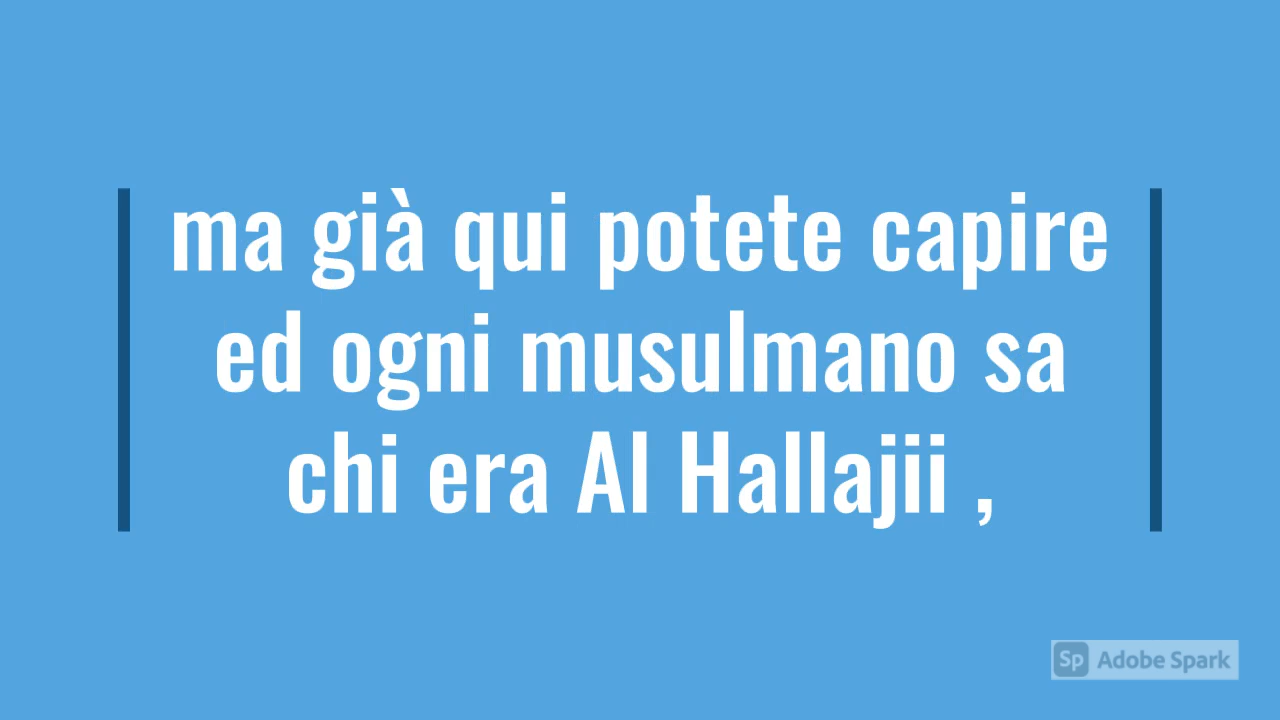 ma già qui potete capire
ed ogni musulmano sa
chi era Al Hallajii ,
Sp Adobe Spark